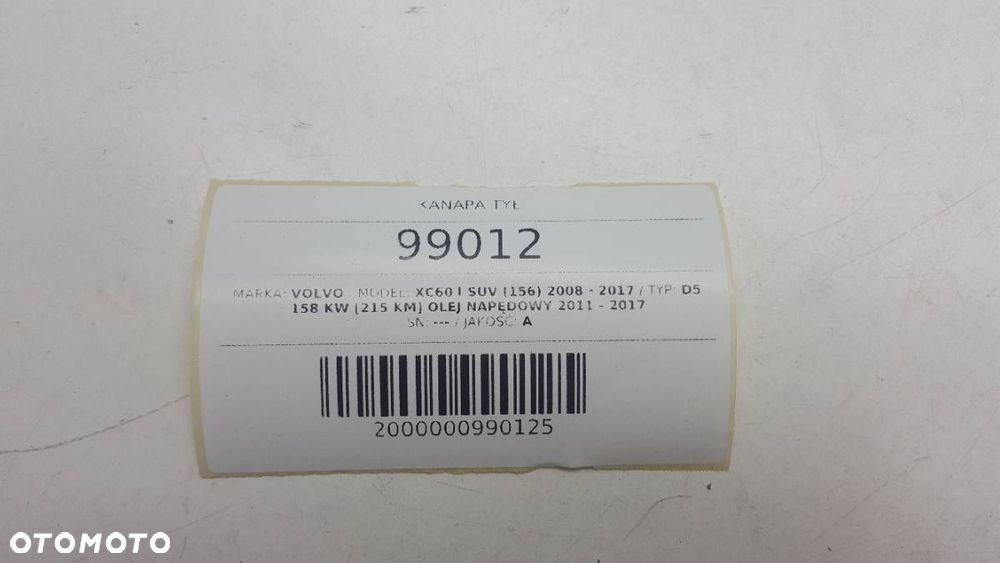 KANAPA TYŁ
99012
MARKA: VOLVO MODEL: XC60 I SUV (156) 2008 - 2017 / TYP: D5
158 KW [215 KM] OLEJ NAPĘDOWY 2011 - 2017
SN: --- / JAKOŚĆ: A
2000000990125
OTOMOTO